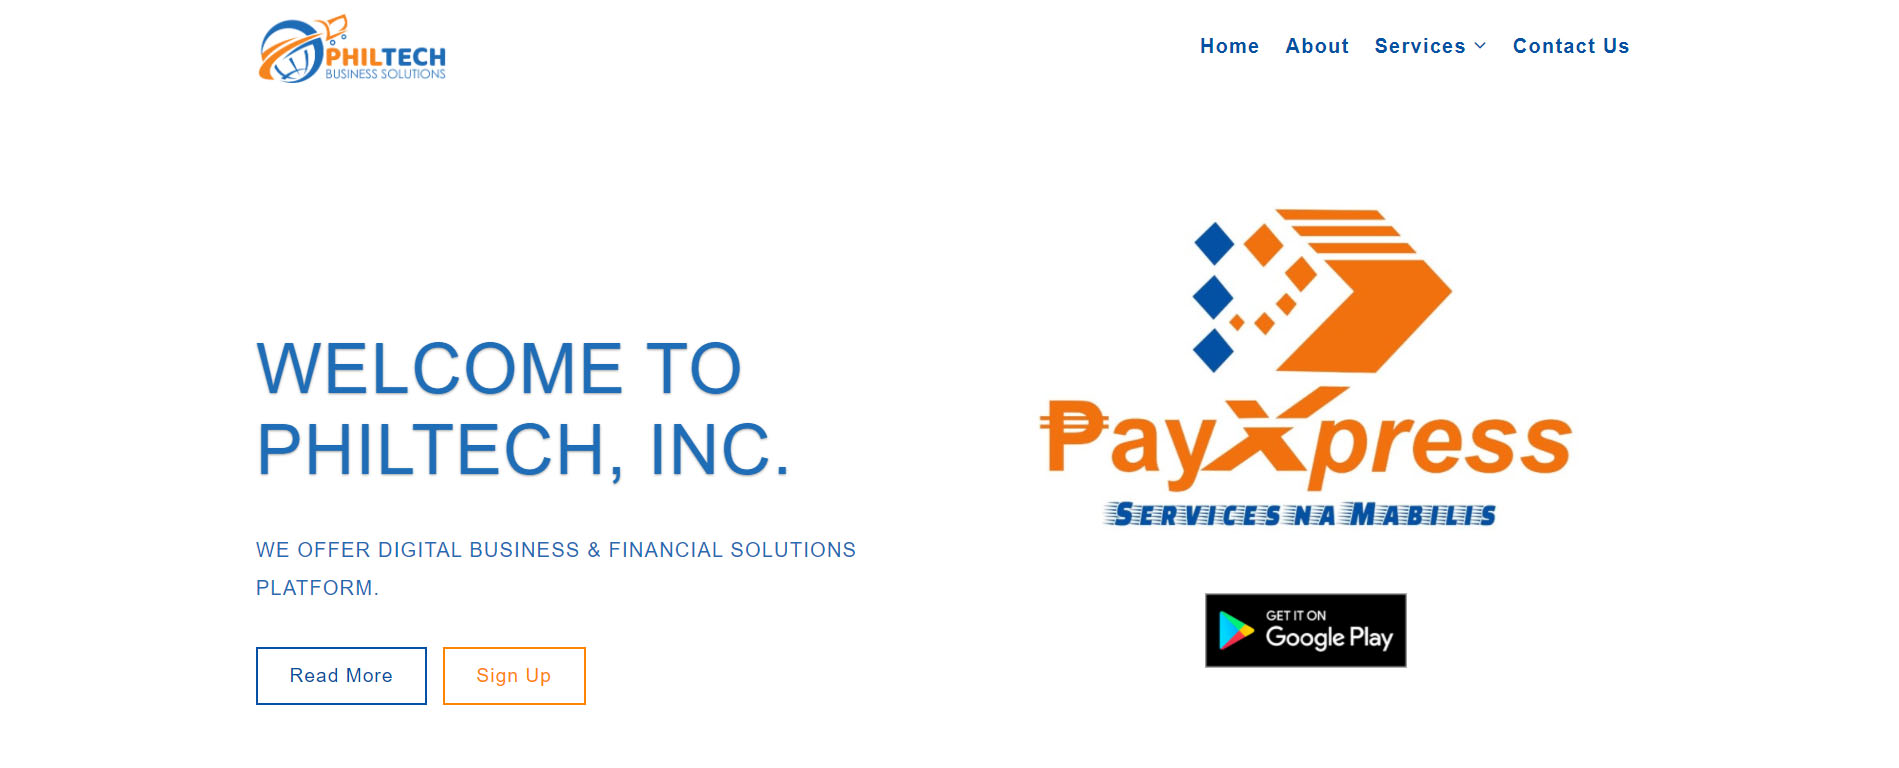 PHILTECH
BUSINESS SOLUTIONS
Home About Services Contact Us
WELCOME TO
PHILTECH, INC.
WE OFFER DIGITAL BUSINESS & FINANCIAL SOLUTIONS
PLATFORM.
Read More Sign Up
₱ayXpress
SERVICES NA MABILIS
GET IT ON
Google Play